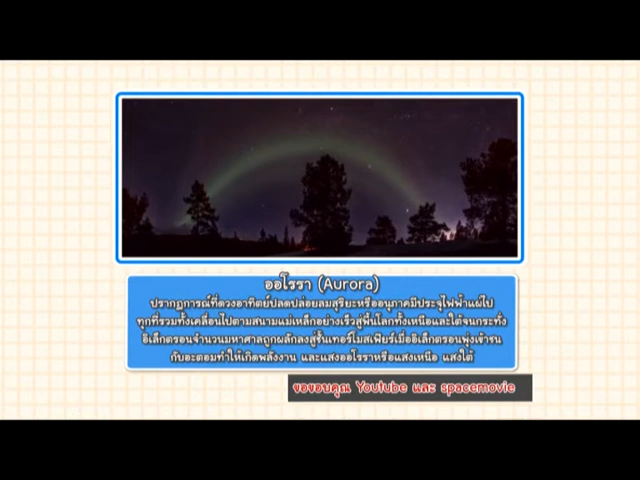 ออโรรา (Aurora)
ปรากฏการณ์ที่ดวงอาทิตย์ปลดปล่อยลมสุริยะหรืออนุภาคมีประจุไฟฟ้าแผ่ไป
ทุกที่รวมทั้งเคลื่อนไปตามสนามแม่เหล็กอย่างเร็วสู่พื้นโลกทั้งเหนือและใต้จนกระทั่ง
อิเล็กตรอนจำนวนมหาศาลถูกผลักลงสู่ชั้นเทอร์โมสเฟียร์เมื่ออิเล็กตรอนพุ่งเข้าชน
กับอะตอมทำให้เกิดพลังงาน และแสงออโรราหรือแสงเหนือ แสงใต้
ขอขอบคุณ Youtube และ spacemovie